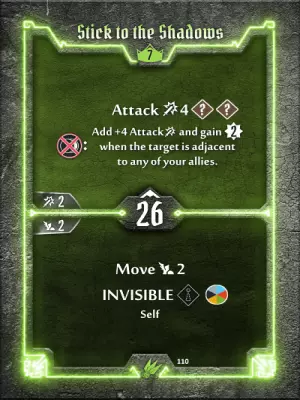 Stick to the Shadows
7
Attack 4 ? ?
Add +4 Attack and gain 2
: when the target is adjacent
to any of your allies.
2
26
2
Move 2
INVISIBLE
Self
110